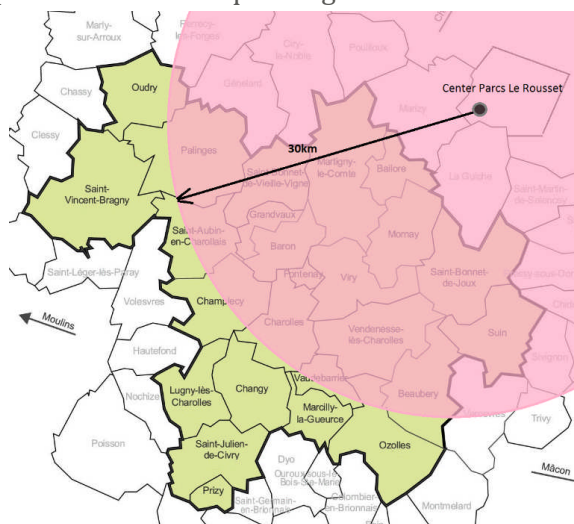 Marly-
sur-Arroux
Perrecy-
les-Forges
Ciry-
le-Noble
Pouilloux
Chassy
Oudry
Génelard
Marizy
Center Parcs Le Rousset
Clessy
Palinges
30km
Martigny-
le-Comte
Ballore
La Guiche
Saint-Bonnet-
de-Vieille-Vigne
Saint-Martin-
de-Salencey
Saint-
Vincent-Bragny
Grandvaux
Saint-Aubin-
en-Charollais
Baron
Mornay
Saint-Léger-lès-Paray
Fontenay
Viry
Saint-Bonnet-
de-Joux
Volesvres
Champlecy
Moulins
Charolles
Vendenesse-
lès-Charolles
Suin
Hautefond
Sivignon
Lugny-lès-
Charolles
Changy
Vaudebarrier
Beaubery
Nochize
Marcilly-
la-Gueurce
Trivy
Poisson
Saint-Julien-
de-Civry
Ozolles
Dyo
Mâcon
Ouroux-sous-le-
Bois-Ste-Marie
Prizy
Saint-Germain-
en-Brionnais
Colombier-
en-Brionnais
Montmelard